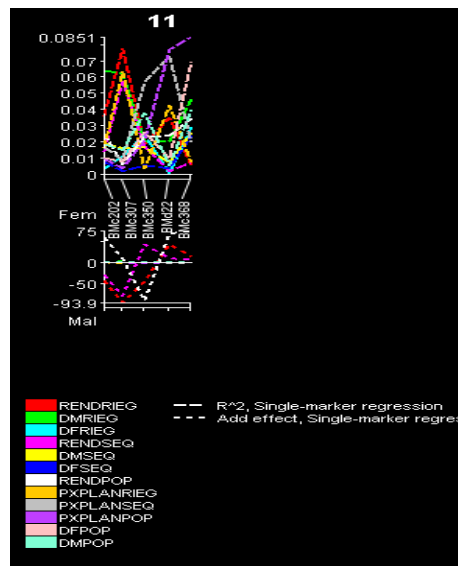 11
0.0851
0.07
0.06
0.05
0.04
0.03
0.02
0.01
0
BMc202
BMc307
BMc350
BMd22
BMc368
Fem
75
0
-50
-93.9
Mal
RENDRIEG
DMRIEG
DFRIEG
RENDSEQ
DMSEQ
DFSEQ
RENDPOP
PXPLANRIEG
PXPLANSEQ
PXPLANPOP
DFPOP
DMPOP
R^2, Single-marker regression
Add effect, Single-marker regres